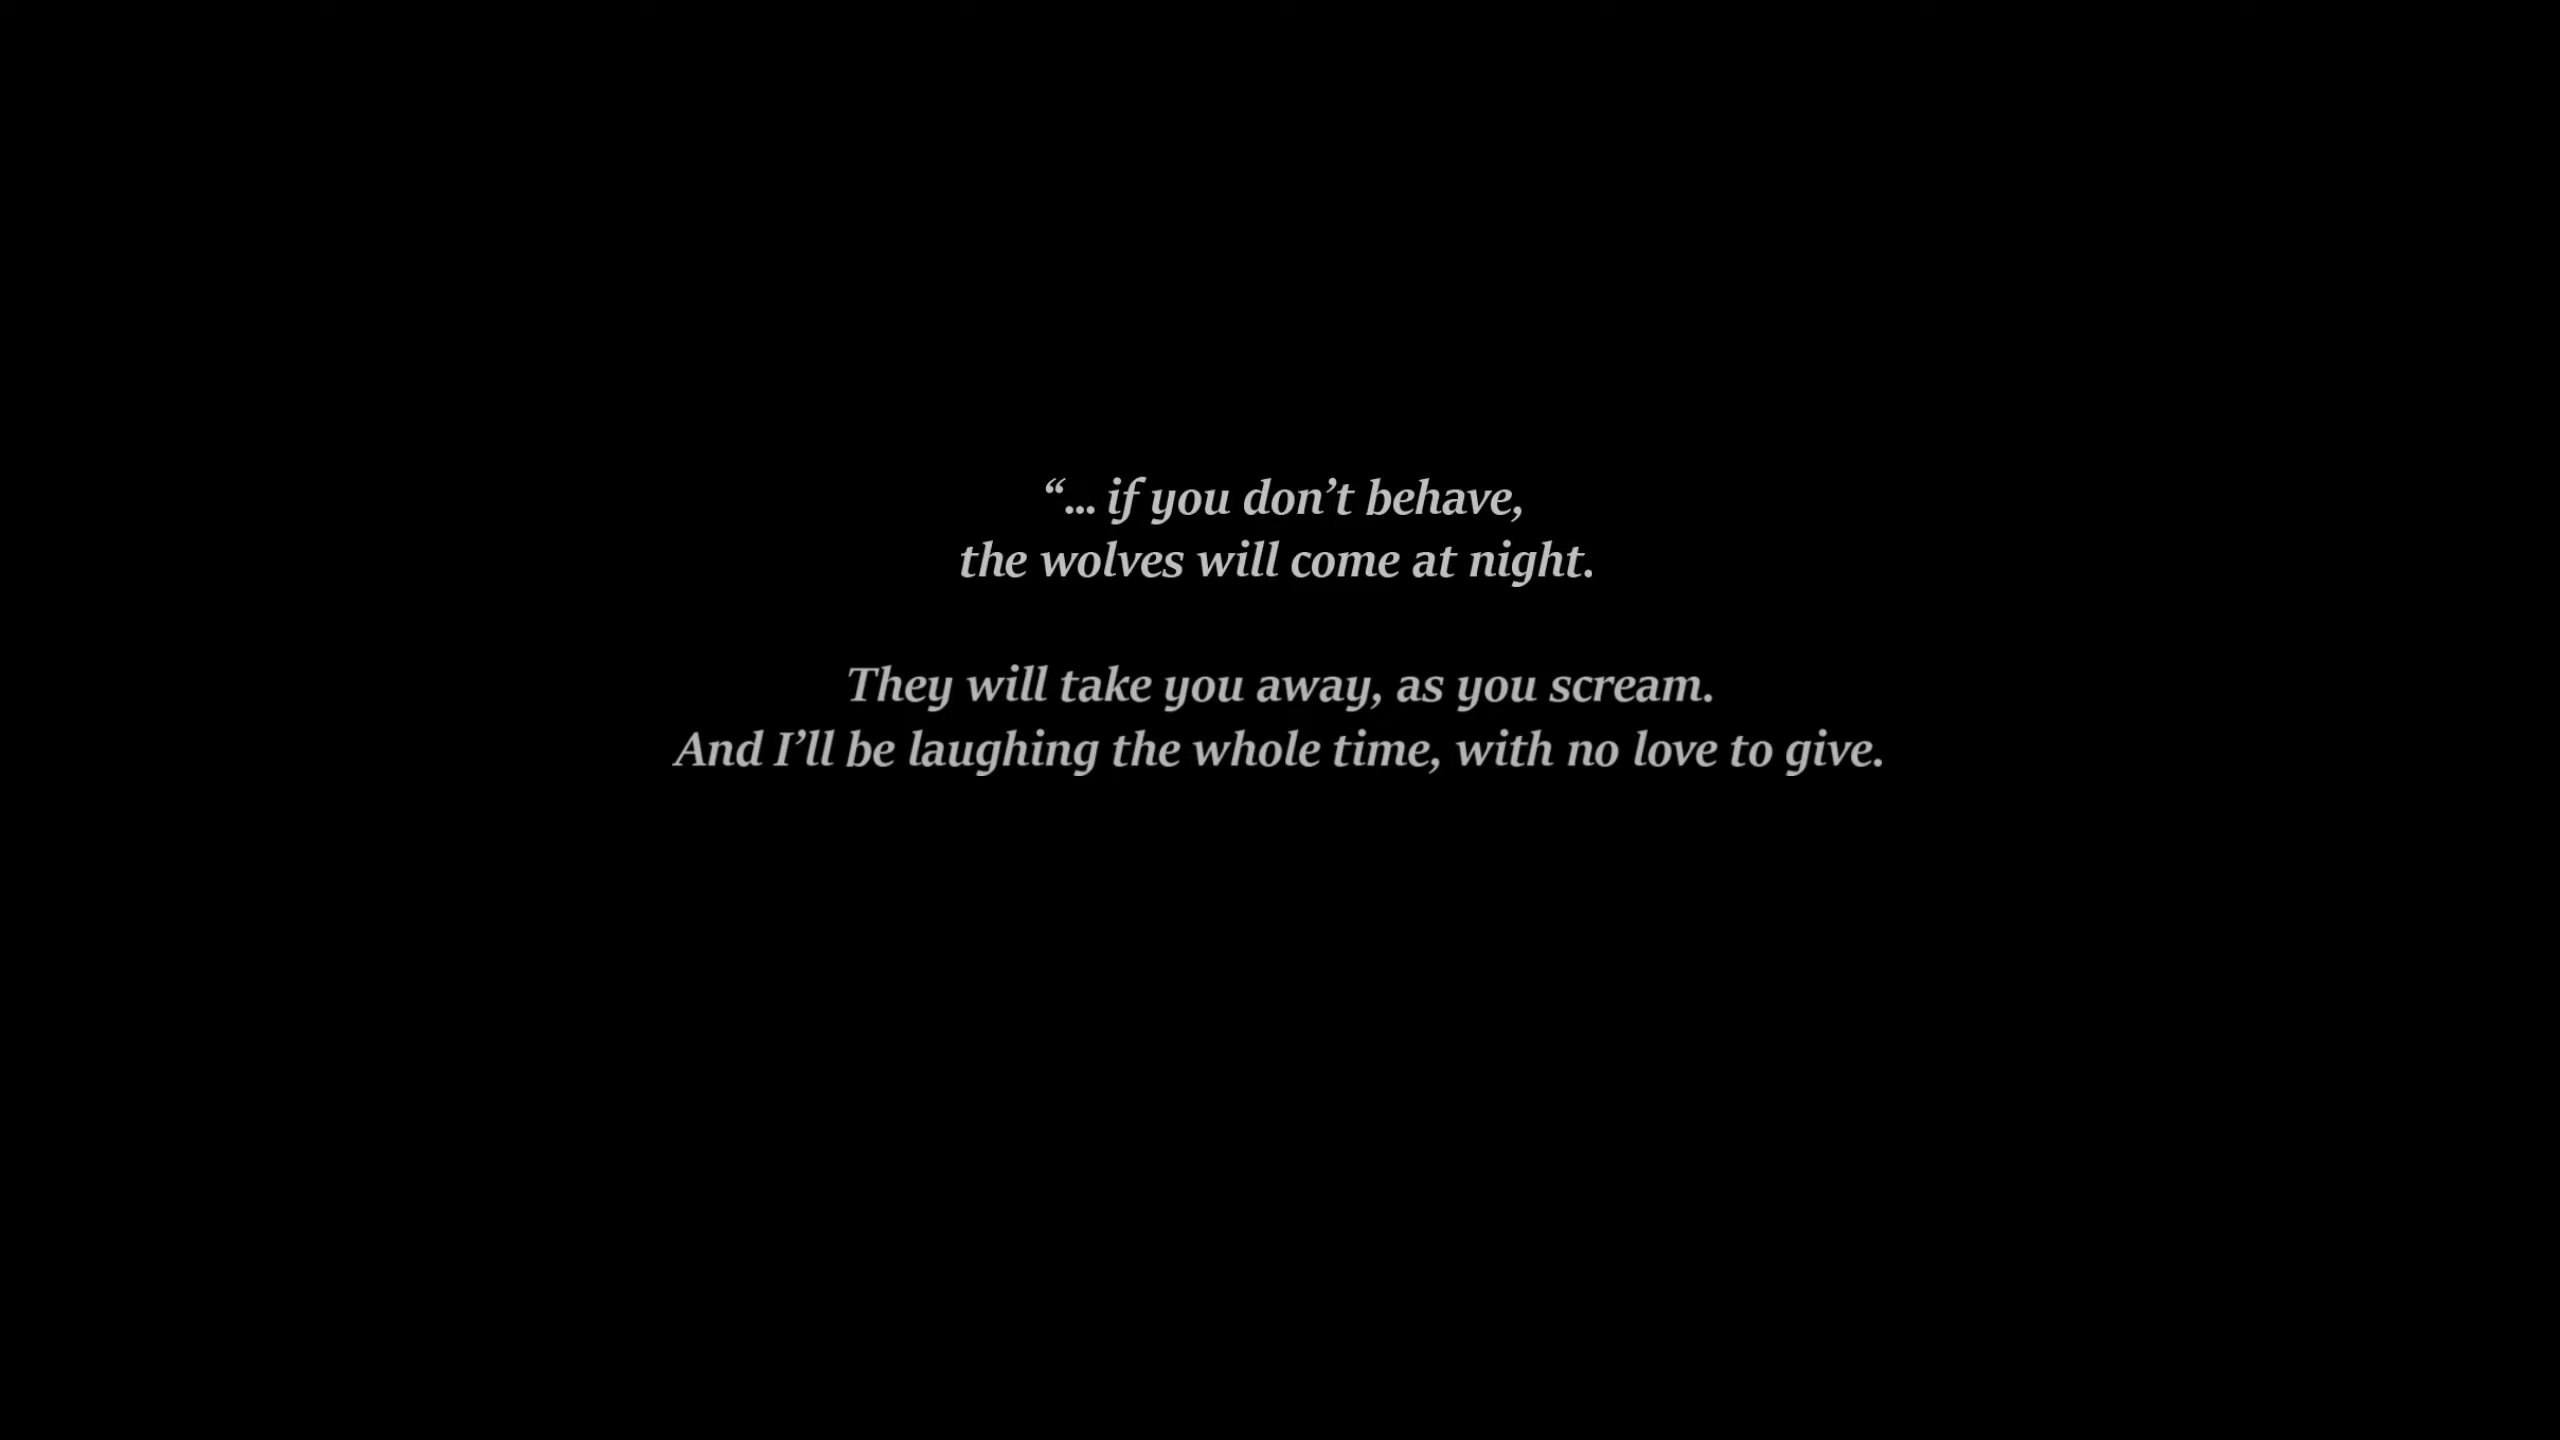 “... if you don’t behave,
the wolves will come at night.
They will take you away, as you scream.
And I’ll be laughing the whole time, with no love to give.